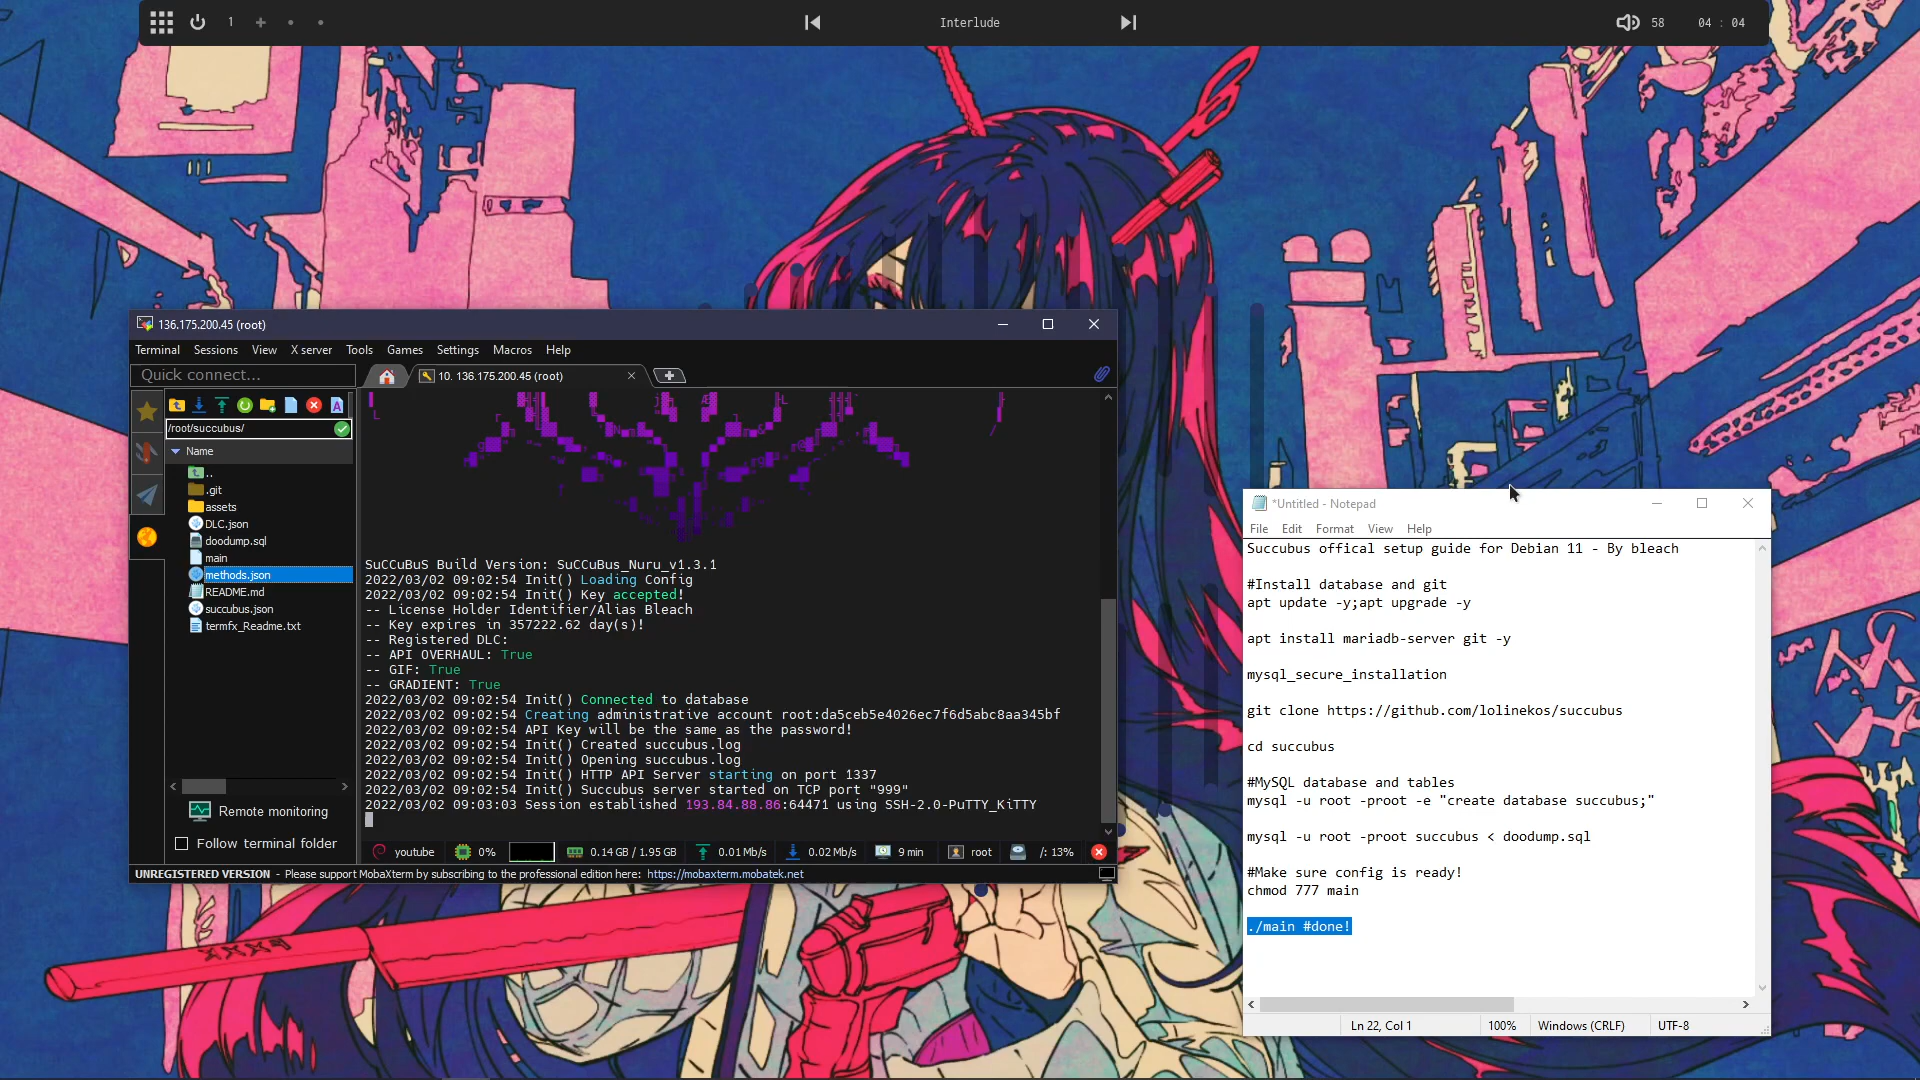 1
Interlude
58
04 : 04
136.175.200.45 (root)
Terminal Sessions View X server Tools Games Settings Macros Help
Quick connect...
10. 136.175.200.45 (root)
/root/succubus/
Name
..
.git
assets
DLC.json
doodump.sql
main
methods.json
README.md
succubus.json
termfx_Readme.txt
Remote monitoring
Follow terminal folder
SuCCuBuS Build Version: SuCCuBus_Nuru_v1.3.1
2022/03/02 09:02:54 Init() Loading Config
2022/03/02 09:02:54 Init() Key accepted!
-- License Holder Identifier/Alias Bleach
-- Key expires in 357222.62 day(s)!
-- Registered DLC:
-- API OVERHAUL: True
-- GIF: True
-- GRADIENT: True
2022/03/02 09:02:54 Init() Connected to database
2022/03/02 09:02:54 Creating administrative account root:da5ceb5e4026ec7f6d5abc8aa345bf
2022/03/02 09:02:54 API Key will be the same as the password!
2022/03/02 09:02:54 Init() Created succubus.log
2022/03/02 09:02:54 Init() Opening succubus.log
2022/03/02 09:02:54 Init() HTTP API Server starting on port 1337
2022/03/02 09:02:54 Init() Succubus server started on TCP port "999"
2022/03/02 09:03:03 Session established 193.84.88.86:64471 using SSH-2.0-PuTTY_KiTTY
youtube 0% 0.14 GB / 1.95 GB 0.01 Mb/s 0.02 Mb/s 9 min root /: 13%
UNREGISTERED VERSION - Please support MobaXterm by subscribing to the professional edition here: https://mobaxterm.mobatek.net
*Untitled - Notepad
File Edit Format View Help
Succubus offical setup guide for Debian 11 - By bleach
#Install database and git
apt update -y;apt upgrade -y
apt install mariadb-server git -y
mysql_secure_installation
git clone https://github.com/lolinekos/succubus
cd succubus
#MySQL database and tables
mysql -u root -proot -e "create database succubus;"
mysql -u root -proot succubus < doodump.sql
#Make sure config is ready!
chmod 777 main
./main #done!
Ln 22, Col 1 100% Windows (CRLF) UTF-8